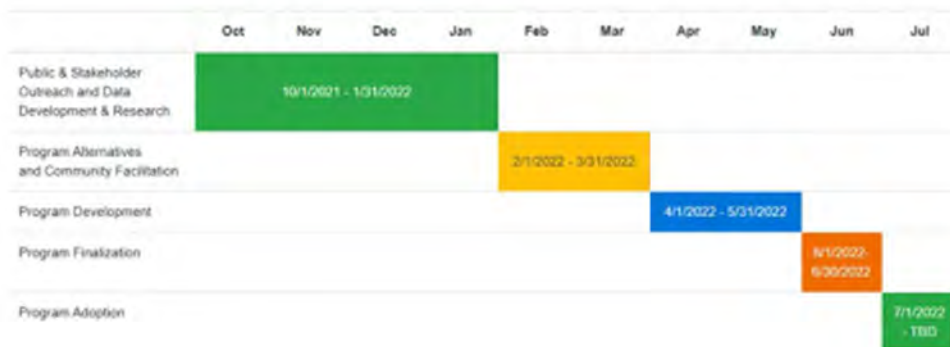 Oct Nov Dec Jan Feb Mar Apr May Jun Jul
Public & Stakeholder
Outreach and Data
Development & Research
10/1/2021 - 1/31/2022
Program Alternatives
and Community Facilitation
2/1/2022 - 3/31/2022
Program Development
4/1/2022 - 5/31/2022
Program Finalization
6/1/2022-
6/30/2022
Program Adoption
7/1/2022
- TBD